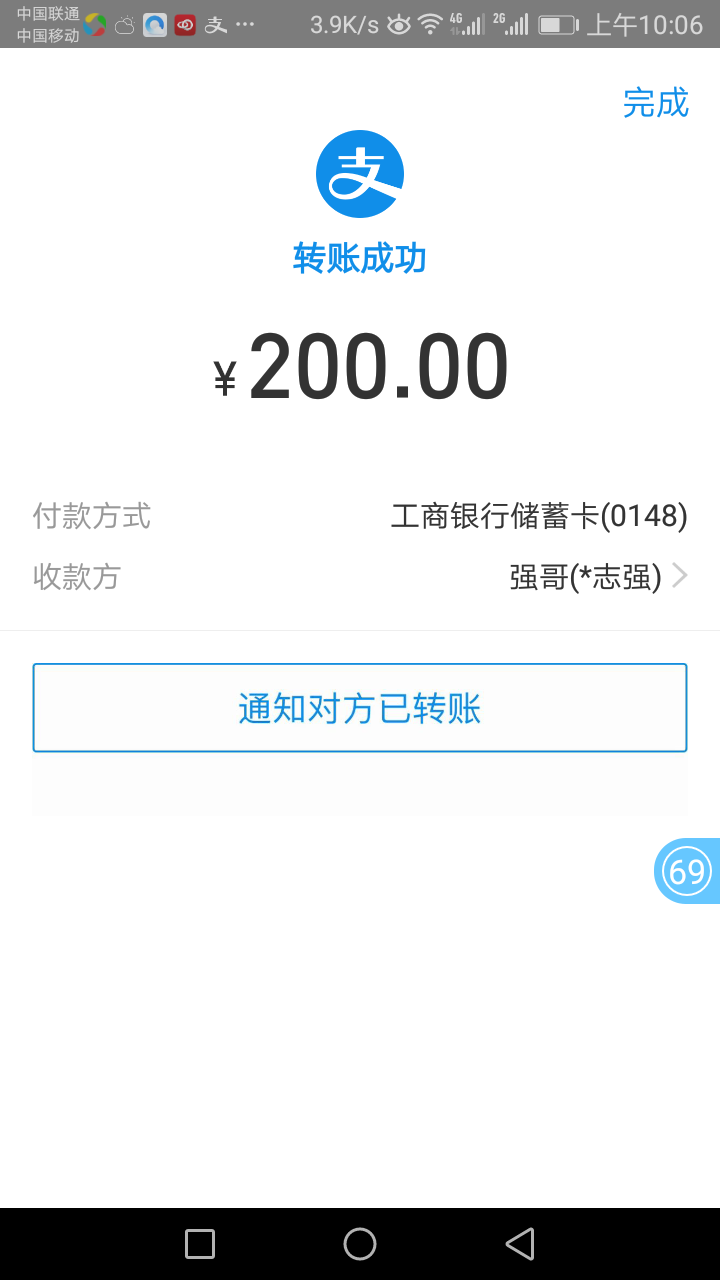 中国联通
中国移动
3.9K/s 4G 2G 上午10:06
完成
支
转账成功
¥200.00
付款方式 工商银行储蓄卡(0148)
收款方 强哥(*志强)
通知对方已转账
69